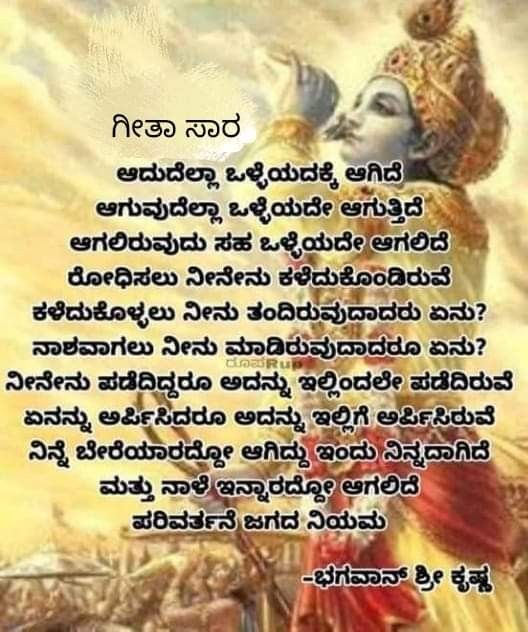 ಗೀತಾ ಸಾರ
ಆದುದೆಲ್ಲಾ ಒಳ್ಳೆಯದಕ್ಕೆ ಆಗಿದೆ
ಆಗುವುದೆಲ್ಲಾ ಒಳ್ಳೆಯದೇ ಆಗುತ್ತಿದೆ
ಆಗಲಿರುವುದು ಸಹ ಒಳ್ಳೆಯದೇ ಆಗಲಿದೆ
ರೋಧಿಸಲು ನೀನೇನು ಕಳೆದುಕೊಂಡಿರುವೆ
ಕಳೆದುಕೊಳ್ಳಲು ನೀನು ತಂದಿರುವುದಾದರು ಏನು?
ನಾಶವಾಗಲು ನೀನು ಮಾಡಿರುವುದಾದರೂ ಏನು?
ರೂಪRup
ನೀನೇನು ಪಡೆದಿದ್ದರೂ ಅದನ್ನು ಇಲ್ಲಿಂದಲೇ ಪಡೆದಿರುವೆ
ಏನನ್ನು ಅರ್ಪಿಸಿದರೂ ಅದನ್ನು ಇಲ್ಲಿಗೆ ಅರ್ಪಿಸಿರುವೆ
ನಿನ್ನೆ ಬೇರೆಯಾರದ್ದೋ ಆಗಿದ್ದು ಇಂದು ನಿನ್ನದಾಗಿದೆ
ಮತ್ತು ನಾಳೆ ಇನ್ನಾರದ್ದೋ ಆಗಲಿದೆ
ಪರಿವರ್ತನೆ ಜಗದ ನಿಯಮ
-ಭಗವಾನ್ ಶ್ರೀ ಕೃಷ್ಣ